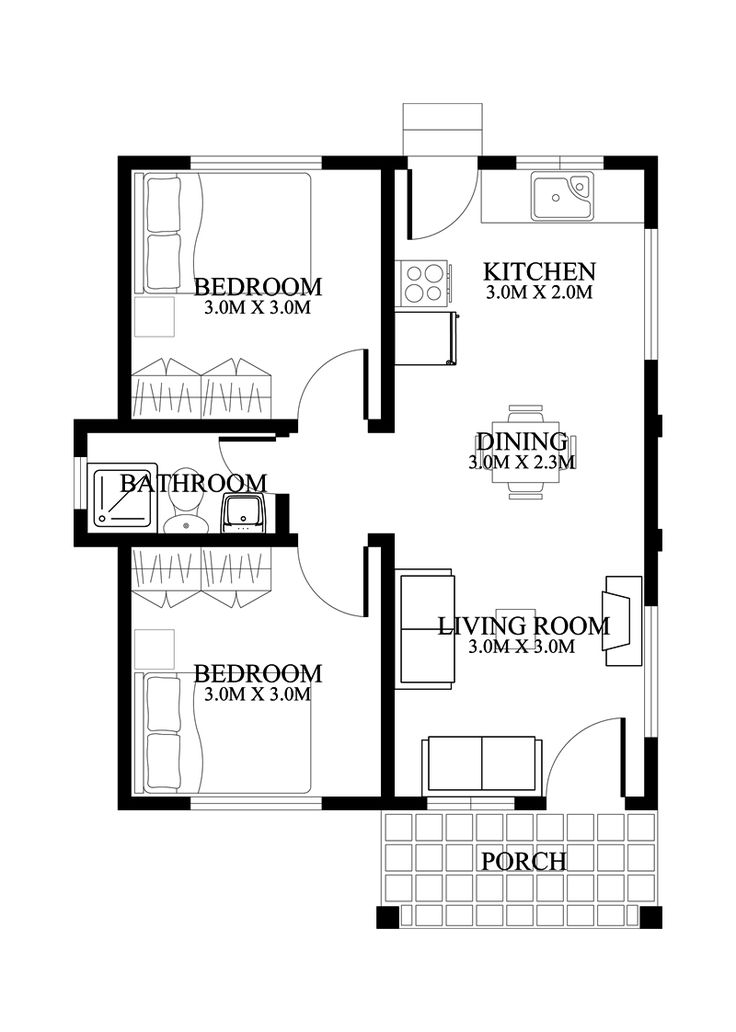 BEDROOM
3.0M X 3.0M
KITCHEN
3.0M X 2.0M
DINING
3.0M X 2.3M
BATHROOM
LIVING ROOM
3.0M X 3.0M
BEDROOM
3.0M X 3.0M
PORCH